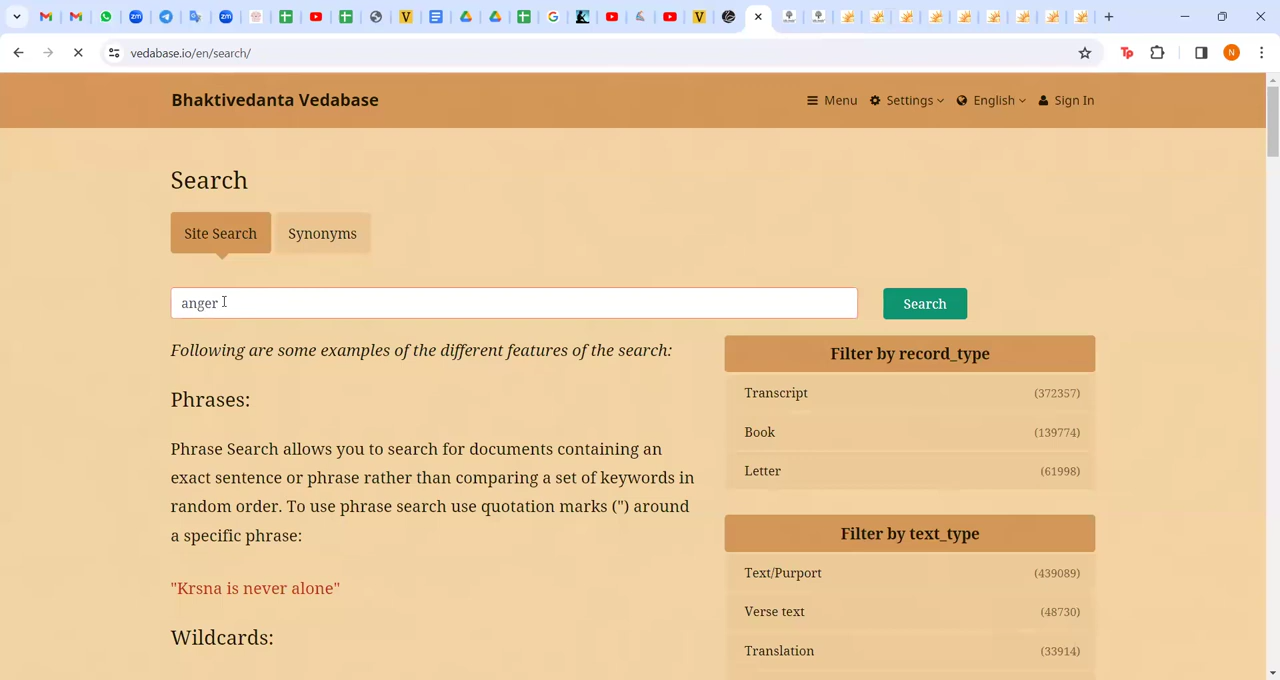 vedabase.io/en/search/
Bhaktivedanta Vedabase
Menu
Settings
English
Sign In
Search
Site Search
Synonyms
anger
Search
Following are some examples of the different features of the search:
Phrases:
Phrase Search allows you to search for documents containing an
exact sentence or phrase rather than comparing a set of keywords in
random order. To use phrase search use quotation marks (") around
a specific phrase:
"Krsna is never alone"
Wildcards:
Filter by record_type
Transcript (372357)
Book (139774)
Letter (61998)
Filter by text_type
Text/Purport (439089)
Verse text (48730)
Translation (33914)